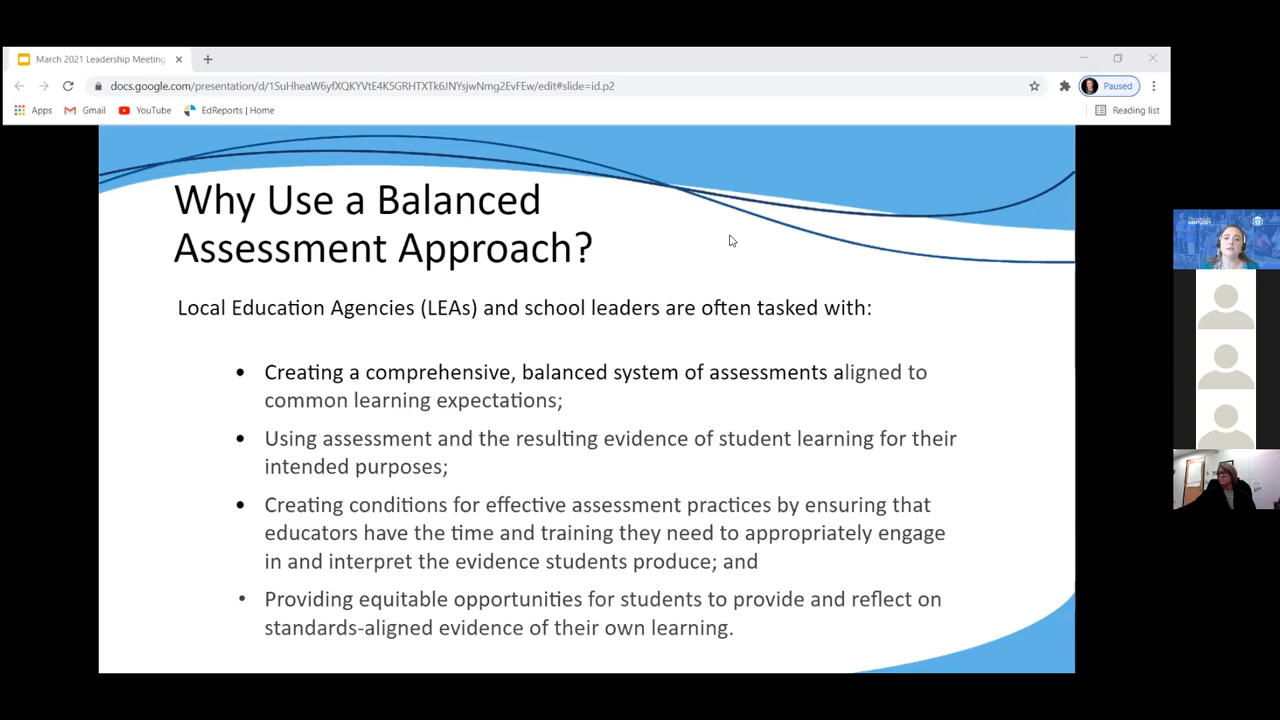 March 2021 Leadership Meeting
docs.google.com/presentation/d/1SuHheaW6yfXQKYVtE4K5GRHTXTk6JNYsjwNmg2EvFEw/edit#slide=id.p2
Paused
Apps
Gmail
YouTube
EdReports | Home
Reading list
Why Use a Balanced
Assessment Approach?
Local Education Agencies (LEAs) and school leaders are often tasked with:
• Creating a comprehensive, balanced system of assessments aligned to
common learning expectations;
• Using assessment and the resulting evidence of student learning for their
intended purposes;
• Creating conditions for effective assessment practices by ensuring that
educators have the time and training they need to appropriately engage
in and interpret the evidence students produce; and
• Providing equitable opportunities for students to provide and reflect on
standards-aligned evidence of their own learning.
KENTUCKY